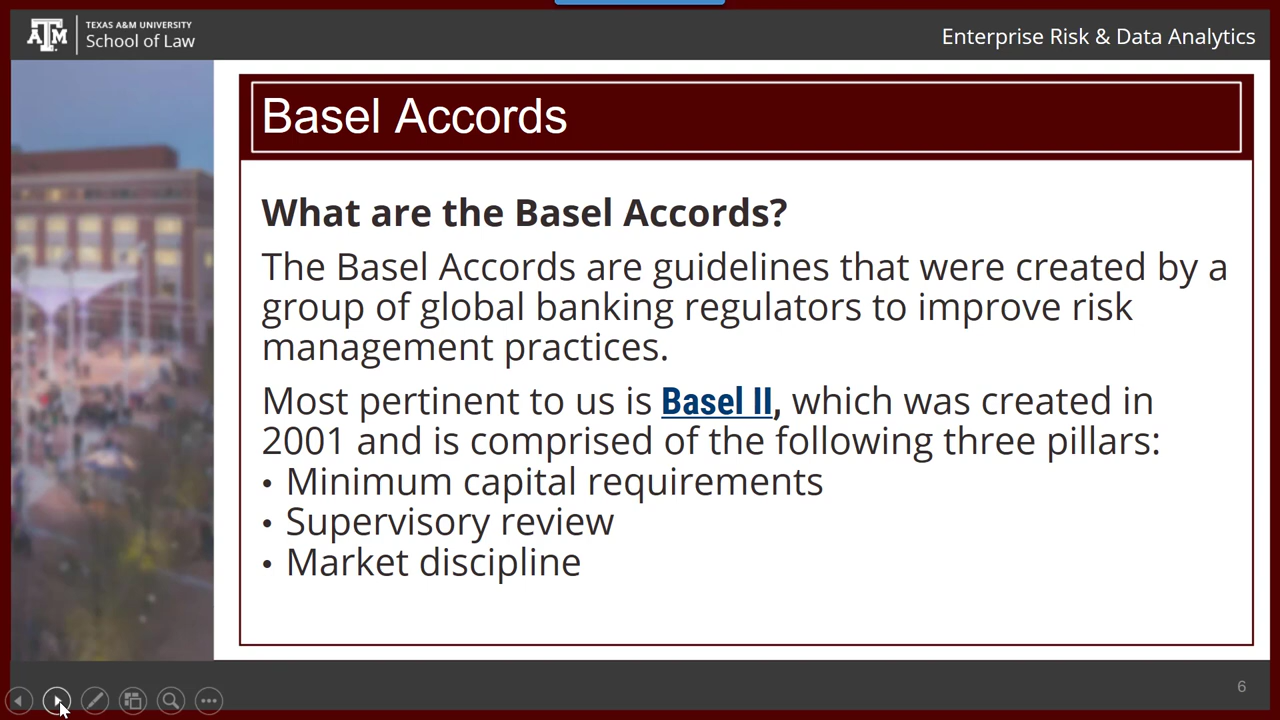 TEXAS A&M UNIVERSITY
School of Law
Enterprise Risk & Data Analytics
Basel Accords
What are the Basel Accords?
The Basel Accords are guidelines that were created by a
group of global banking regulators to improve risk
management practices.
Most pertinent to us is Basel II, which was created in
2001 and is comprised of the following three pillars:
• Minimum capital requirements
• Supervisory review
• Market discipline
6